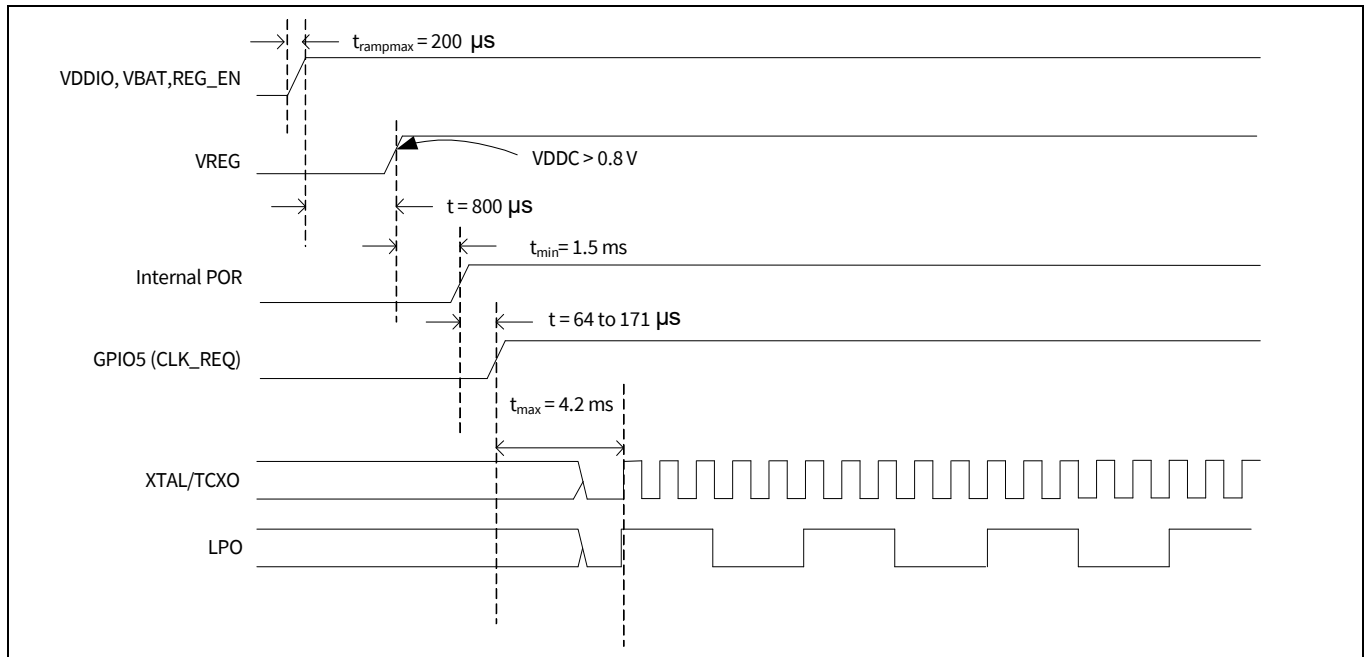 t_rampmax = 200 µs
VDDIO, VBAT,REG_EN
VREG
VDDC > 0.8 V
t = 800 µs
t_min= 1.5 ms
Internal POR
t = 64 to 171 µs
GPIO5 (CLK_REQ)
t_max = 4.2 ms
XTAL/TCXO
LPO